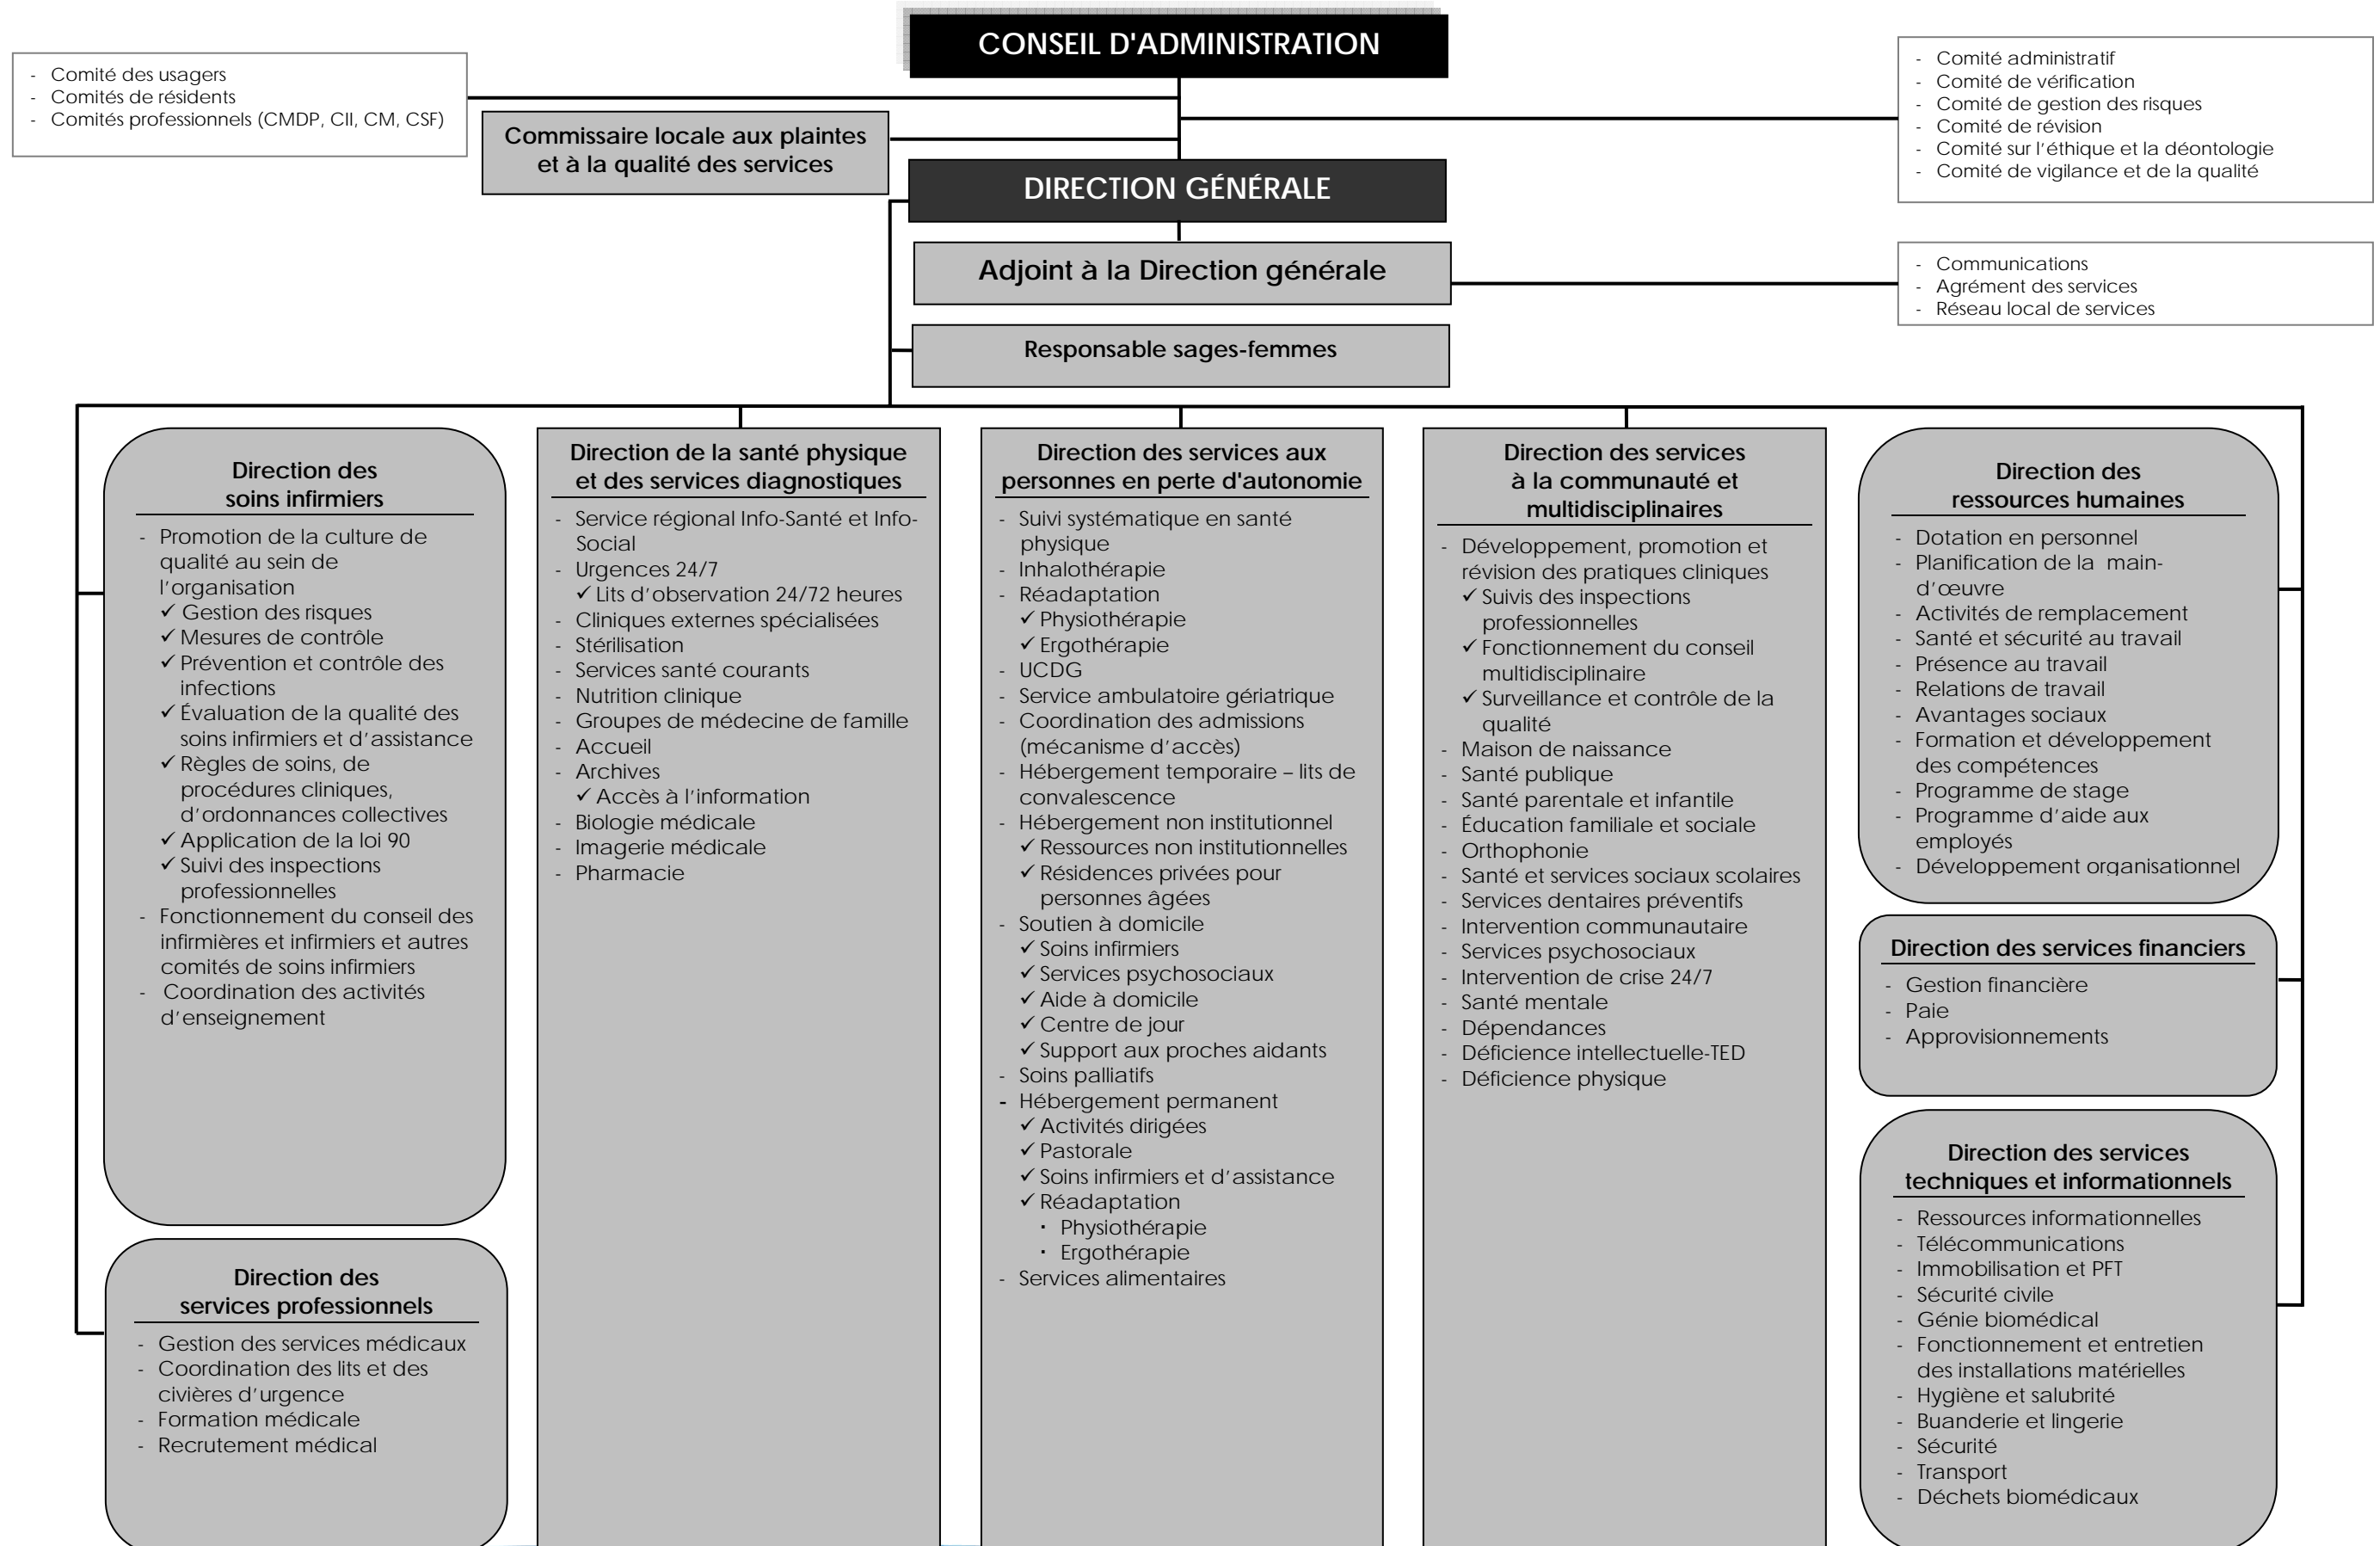 CONSEIL D'ADMINISTRATION
- Comité des usagers
- Comités de résidents
- Comités professionnels (CMDP, CII, CM, CSF)
- Comité administratif
- Comité de vérification
- Comité de gestion des risques
- Comité de révision
- Comité sur l'éthique et la déontologie
- Comité de vigilance et de la qualité
Commissaire locale aux plaintes
et à la qualité des services
DIRECTION GÉNÉRALE
Adjoint à la Direction générale
- Communications
- Agrément des services
- Réseau local de services
Responsable sages-femmes
Direction des
soins infirmiers
- Promotion de la culture de
qualité au sein de
l'organisation
✓ Gestion des risques
✓ Mesures de contrôle
✓ Prévention et contrôle des
infections
✓ Évaluation de la qualité des
soins infirmiers et d'assistance
✓ Règles de soins, de
procédures cliniques,
d'ordonnances collectives
✓ Application de la loi 90
✓ Suivi des inspections
professionnelles
- Fonctionnement du conseil des
infirmières et infirmiers et autres
comités de soins infirmiers
- Coordination des activités
d'enseignement
Direction des
services professionnels
- Gestion des services médicaux
- Coordination des lits et des
civières d'urgence
- Formation médicale
- Recrutement médical
Direction de la santé physique
et des services diagnostiques
- Service régional Info-Santé et Info-
Social
- Urgences 24/7
✓ Lits d'observation 24/72 heures
- Cliniques externes spécialisées
- Stérilisation
- Services santé courants
- Nutrition clinique
- Groupes de médecine de famille
- Accueil
- Archives
✓ Accès à l'information
- Biologie médicale
- Imagerie médicale
- Pharmacie
Direction des services aux
personnes en perte d'autonomie
- Suivi systématique en santé
physique
- Inhalothérapie
- Réadaptation
✓ Physiothérapie
✓ Ergothérapie
- UCDG
- Service ambulatoire gériatrique
- Coordination des admissions
(mécanisme d'accès)
- Hébergement temporaire – lits de
convalescence
- Hébergement non institutionnel
✓ Ressources non institutionnelles
✓ Résidences privées pour
personnes âgées
- Soutien à domicile
✓ Soins infirmiers
✓ Services psychosociaux
✓ Aide à domicile
✓ Centre de jour
✓ Support aux proches aidants
- Soins palliatifs
- Hébergement permanent
✓ Activités dirigées
✓ Pastorale
✓ Soins infirmiers et d'assistance
✓ Réadaptation
▪ Physiothérapie
▪ Ergothérapie
- Services alimentaires
Direction des services
à la communauté et
multidisciplinaires
- Développement, promotion et
révision des pratiques cliniques
✓ Suivis des inspections
professionnelles
✓ Fonctionnement du conseil
multidisciplinaire
✓ Surveillance et contrôle de la
qualité
- Maison de naissance
- Santé publique
- Santé parentale et infantile
- Éducation familiale et sociale
- Orthophonie
- Santé et services sociaux scolaires
- Services dentaires préventifs
- Intervention communautaire
- Services psychosociaux
- Intervention de crise 24/7
- Santé mentale
- Dépendances
- Déficience intellectuelle-TED
- Déficience physique
Direction des
ressources humaines
- Dotation en personnel
- Planification de la main-
d'œuvre
- Activités de remplacement
- Santé et sécurité au travail
- Présence au travail
- Relations de travail
- Avantages sociaux
- Formation et développement
des compétences
- Programme de stage
- Programme d'aide aux
employés
- Développement organisationnel
Direction des services financiers
- Gestion financière
- Paie
- Approvisionnements
Direction des services
techniques et informationnels
- Ressources informationnelles
- Télécommunications
- Immobilisation et PFT
- Sécurité civile
- Génie biomédical
- Fonctionnement et entretien
des installations matérielles
- Hygiène et salubrité
- Buanderie et lingerie
- Sécurité
- Transport
- Déchets biomédicaux